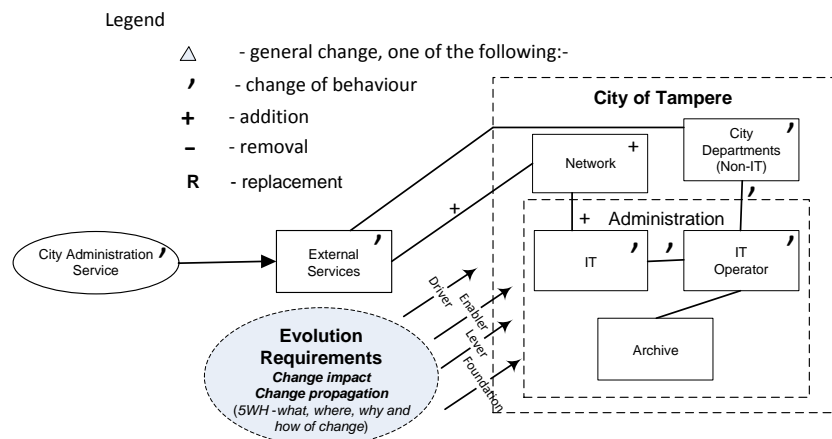 Legend
- general change, one of the following:-
, - change of behaviour
+ - addition
– - removal
R - replacement
City of Tampere
City
Departments
(Non-IT)
,
Network
+
,
+
+
Administration
City Administration
Service
,
External
Services
,
IT
,
,
IT
Operator
,
Archive
Driver
Enabler
Lever
Foundation
Evolution
Requirements
Change impact
Change propagation
(5WH -what, where, why and
how of change)